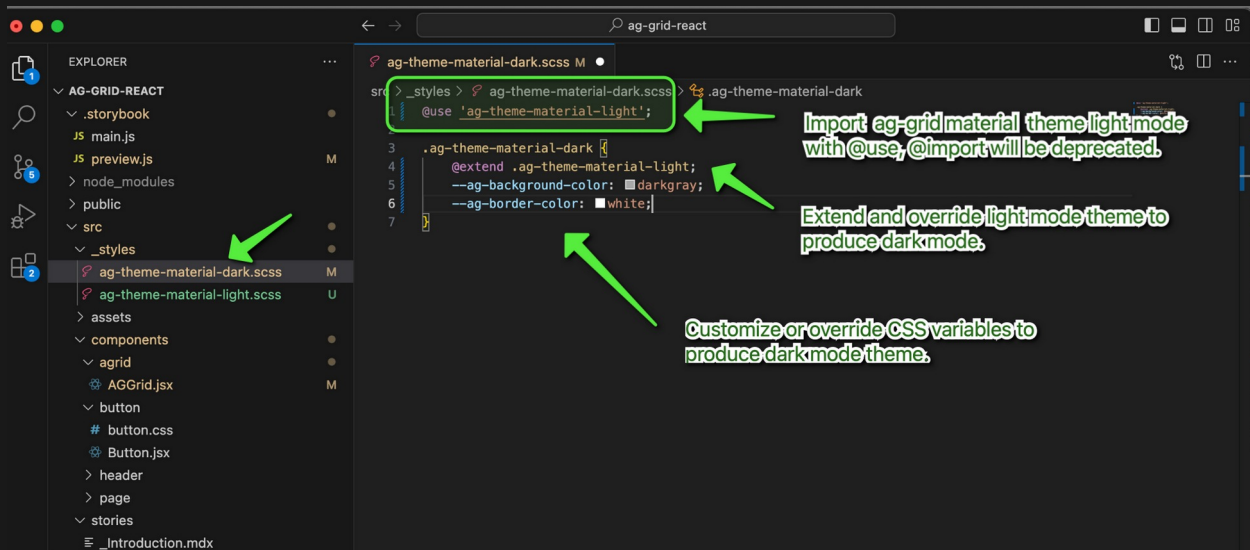 ag-grid-react
EXPLORER
AG-GRID-REACT
.storybook
JS main.js
JS preview.js M
node_modules
public
src
_styles
ag-theme-material-dark.scss M
ag-theme-material-light.scss U
assets
components
agrid
AGGrid.jsx M
button
# button.css
Button.jsx
header
page
stories
_Introduction.mdx
1
5
2
ag-theme-material-dark.scss M
src > _styles > ag-theme-material-dark.scss > .ag-theme-material-dark
1 @use 'ag-theme-material-light';
2
3 .ag-theme-material-dark {
4 @extend .ag-theme-material-light;
5 --ag-background-color: darkgray;
6 --ag-border-color: white;
7 }
Import ag-grid material theme light mode
with @use, @import will be deprecated.
Extend and override light mode theme to
produce dark mode.
Customize or override CSS variables to
produce dark mode theme.